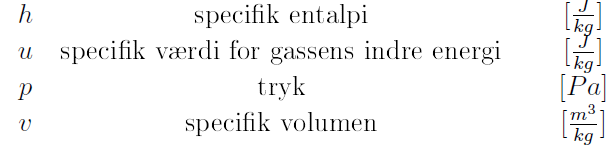 h specifik entalpi [J/kg]
u specifik værdi for gassens indre energi [J/kg]
p tryk [Pa]
v specifik volumen [m³/kg]